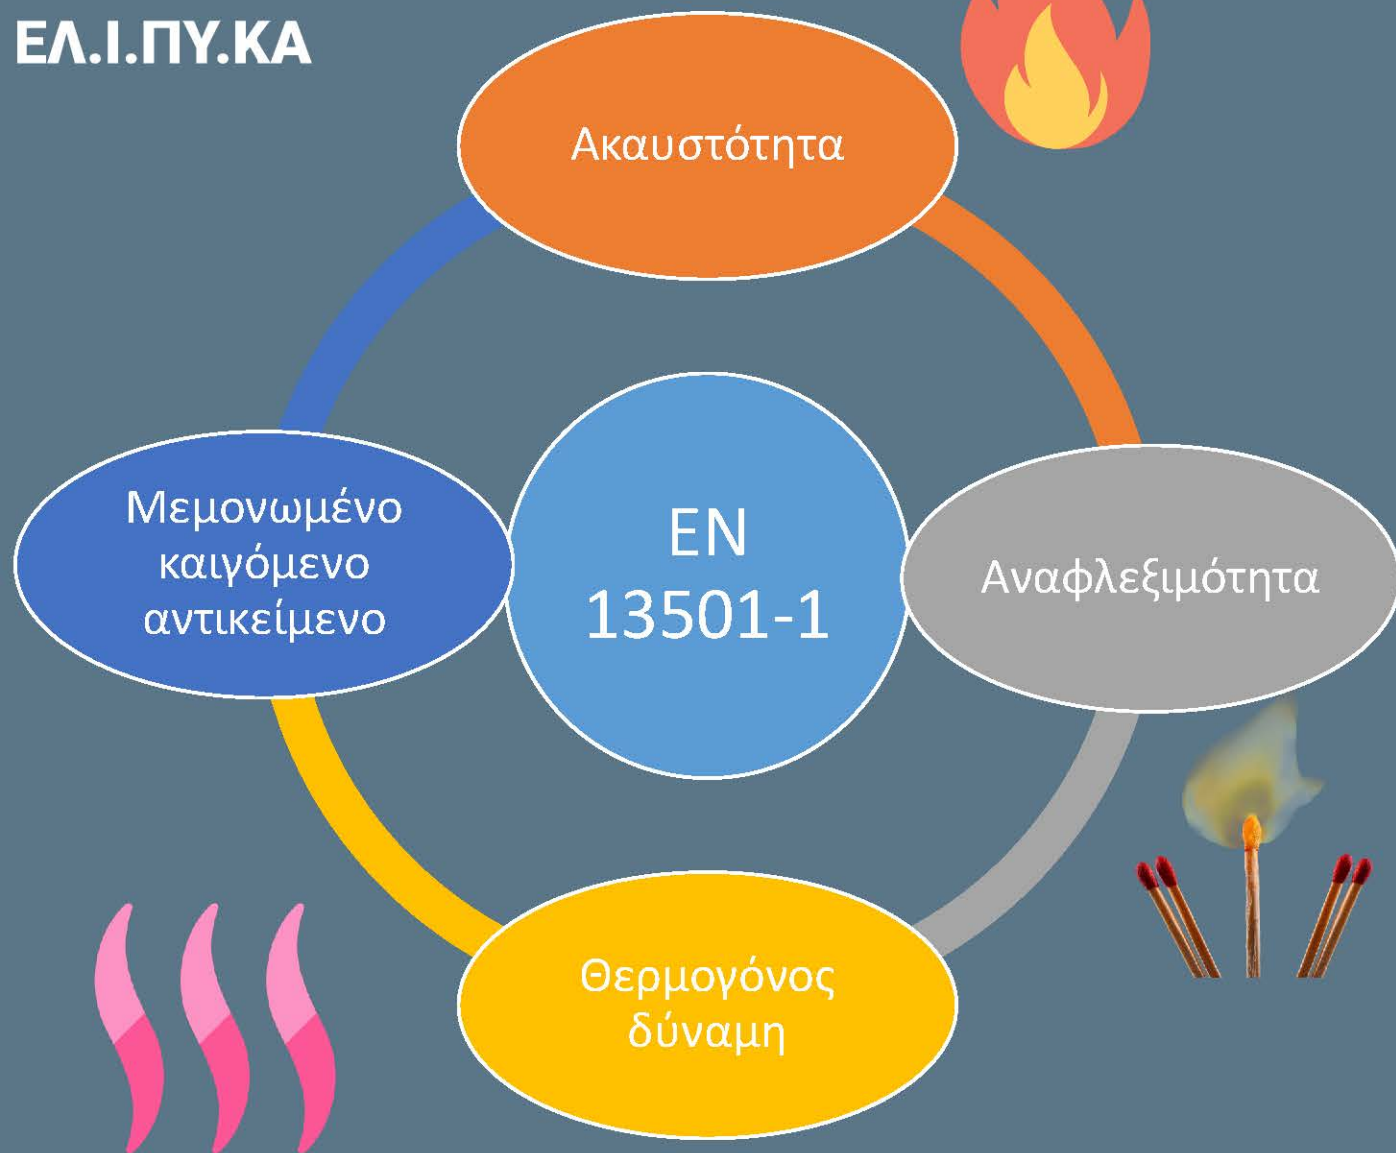 ΕΛ.Ι.ΠΥ.ΚΑ
Ακαυστότητα
Μεμονωμένο
καιγόμενο
αντικείμενο
EN
13501-1
Αναφλεξιμότητα
Θερμογόνος
δύναμη